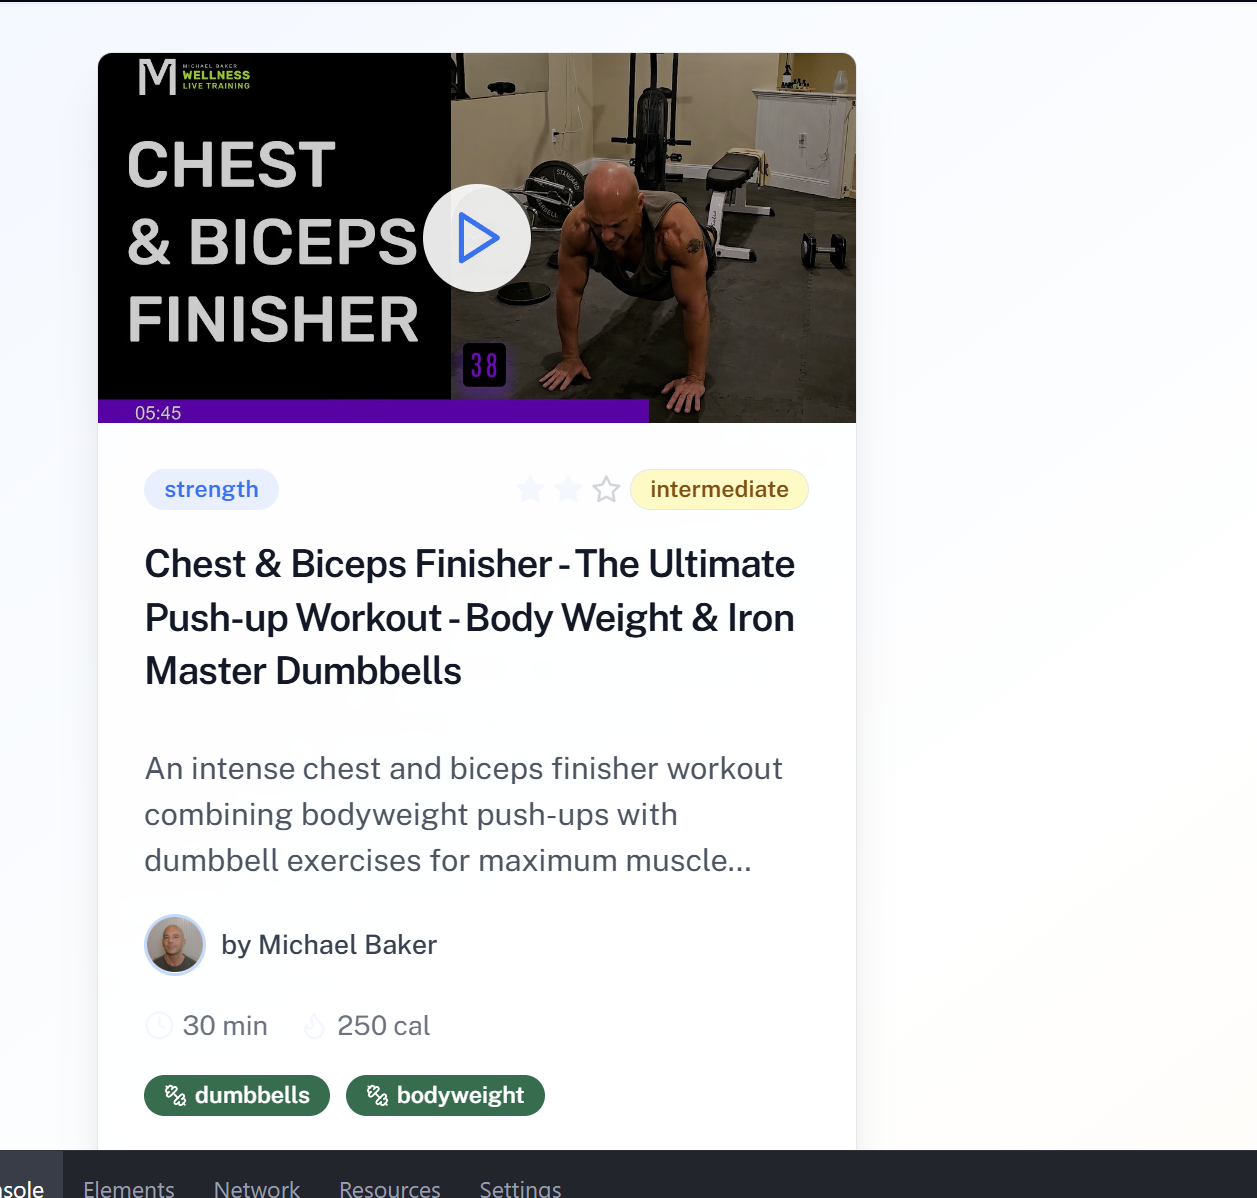 MICHAEL BAKER
WELLNESS
LIVE TRAINING
CHEST
& BICEPS
FINISHER
STANDARD
BARBELL
38
05:45
strength
intermediate
Chest & Biceps Finisher - The Ultimate
Push-up Workout - Body Weight & Iron
Master Dumbbells
An intense chest and biceps finisher workout
combining bodyweight push-ups with
dumbbell exercises for maximum muscle...
by Michael Baker
30 min
250 cal
dumbbells
bodyweight
Elements
Network
Resources
Settings